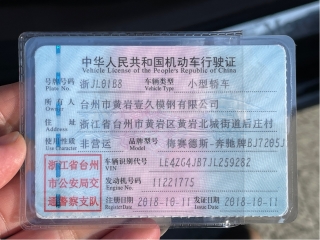 中华人民共和国机动车行驶证
Vehicle License of the People's Republic of China
号牌号码 浙JL01B8 车辆类型 小型轿车
Plate No. Vehicle Type
所有人 台州市黄岩壹久模钢有限公司
Owner
住址 浙江省台州市黄岩区黄岩北城街道后庄村
Address
使用性质 非营运 品牌型号 梅赛德斯-奔驰牌BJ7205J
Use Character Model
浙江省台州市公安局交通警察支队
车辆识别代号 LE4ZG4JB7JL259282
VIN
发动机号码 11221775
Engine No.
注册日期 2018-10-11 发证日期 2018-10-11
Register Date Issue Date